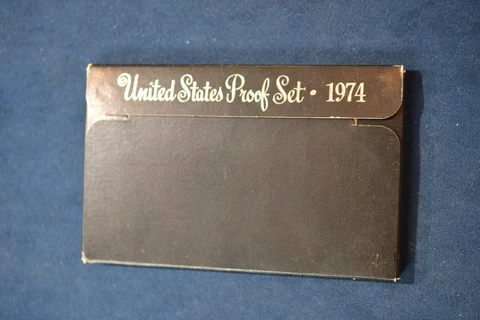 United States Proof Set • 1974